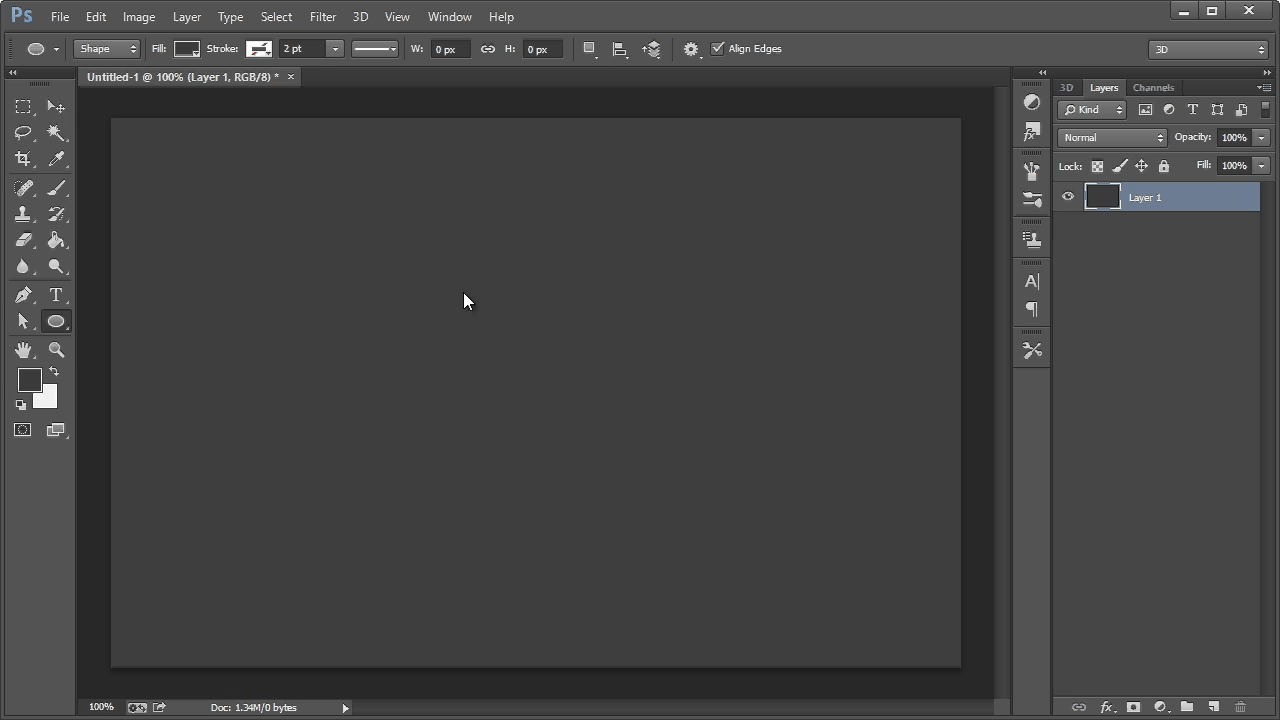 Ps File Edit Image Layer Type Select Filter 3D View Window Help
Shape Fill: Stroke: 2 pt W: 0 px H: 0 px Align Edges 3D
Untitled-1 @ 100% (Layer 1, RGB/8) * ×
3D Layers Channels
Kind T
Normal Opacity: 100%
Lock: Fill: 100%
Layer 1
A
T
100% Doc: 1.34M/0 bytes
fx